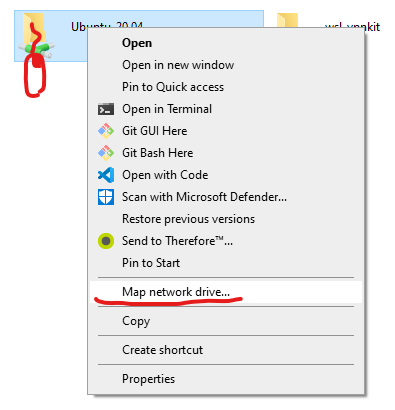 Ubuntu-20.04
wsl-vpnkit
Open
Open in new window
Pin to Quick access
Open in Terminal
Git GUI Here
Git Bash Here
Open with Code
Scan with Microsoft Defender...
Restore previous versions
Send to Therefore™...
Pin to Start
Map network drive...
Copy
Create shortcut
Properties